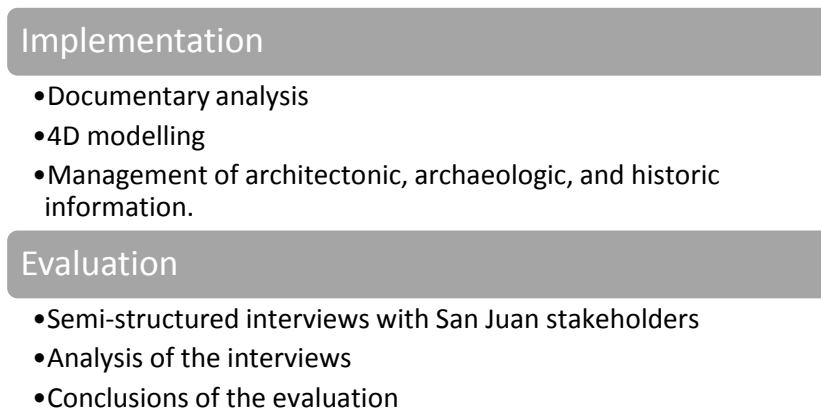 Implementation
•Documentary analysis
•4D modelling
•Management of architectonic, archaeologic, and historic
information.
Evaluation
•Semi-structured interviews with San Juan stakeholders
•Analysis of the interviews
•Conclusions of the evaluation